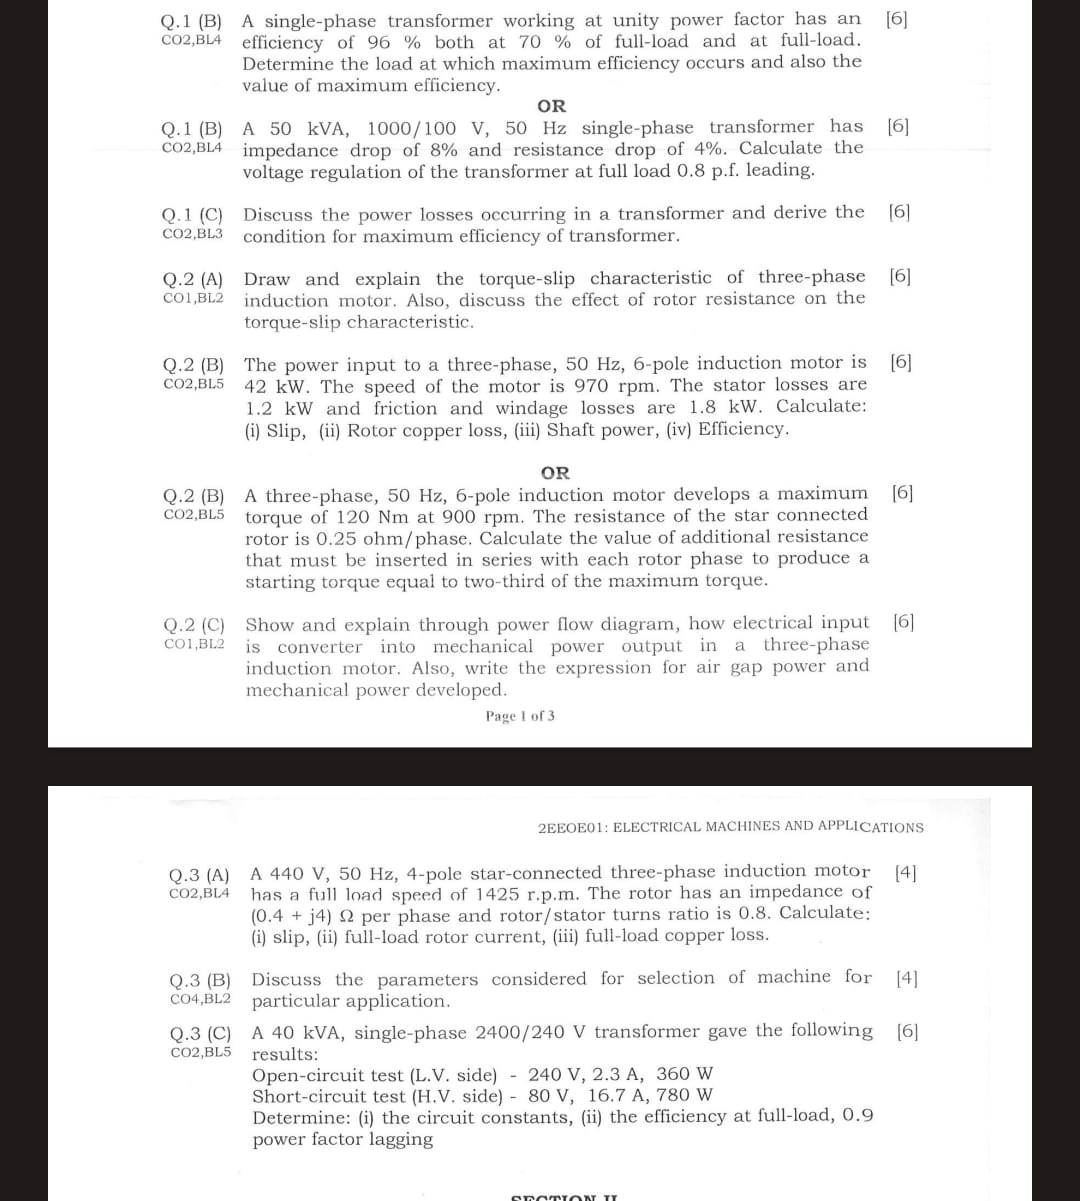 Q.1 (B) A single-phase transformer working at unity power factor has an [6]
CO2,BL4 efficiency of 96 % both at 70 % of full-load and at full-load.
Determine the load at which maximum efficiency occurs and also the
value of maximum efficiency.
OR
Q.1 (B) A 50 kVA, 1000/100 V, 50 Hz single-phase transformer has [6]
CO2,BL4 impedance drop of 8% and resistance drop of 4%. Calculate the
voltage regulation of the transformer at full load 0.8 p.f. leading.
Q.1 (C) Discuss the power losses occurring in a transformer and derive the [6]
CO2,BL3 condition for maximum efficiency of transformer.
Q.2 (A) Draw and explain the torque-slip characteristic of three-phase [6]
CO1,BL2 induction motor. Also, discuss the effect of rotor resistance on the
torque-slip characteristic.
Q.2 (B) The power input to a three-phase, 50 Hz, 6-pole induction motor is [6]
CO2,BL5 42 kW. The speed of the motor is 970 rpm. The stator losses are
1.2 kW and friction and windage losses are 1.8 kW. Calculate:
(i) Slip, (ii) Rotor copper loss, (iii) Shaft power, (iv) Efficiency.
OR
Q.2 (B) A three-phase, 50 Hz, 6-pole induction motor develops a maximum [6]
CO2,BL5 torque of 120 Nm at 900 rpm. The resistance of the star connected
rotor is 0.25 ohm/phase. Calculate the value of additional resistance
that must be inserted in series with each rotor phase to produce a
starting torque equal to two-third of the maximum torque.
Q.2 (C) Show and explain through power flow diagram, how electrical input [6]
CO1,BL2 is converter into mechanical power output in a three-phase
induction motor. Also, write the expression for air gap power and
mechanical power developed.
Page 1 of 3
2EEOE01: ELECTRICAL MACHINES AND APPLICATIONS
Q.3 (A) A 440 V, 50 Hz, 4-pole star-connected three-phase induction motor [4]
CO2,BL4 has a full load speed of 1425 r.p.m. The rotor has an impedance of
(0.4 + j4) Ω per phase and rotor/stator turns ratio is 0.8. Calculate:
(i) slip, (ii) full-load rotor current, (iii) full-load copper loss.
Q.3 (B) Discuss the parameters considered for selection of machine for [4]
CO4,BL2 particular application.
Q.3 (C) A 40 kVA, single-phase 2400/240 V transformer gave the following [6]
CO2,BL5 results:
Open-circuit test (L.V. side) - 240 V, 2.3 A, 360 W
Short-circuit test (H.V. side) - 80 V, 16.7 A, 780 W
Determine: (i) the circuit constants, (ii) the efficiency at full-load, 0.9
power factor lagging
SECTION II